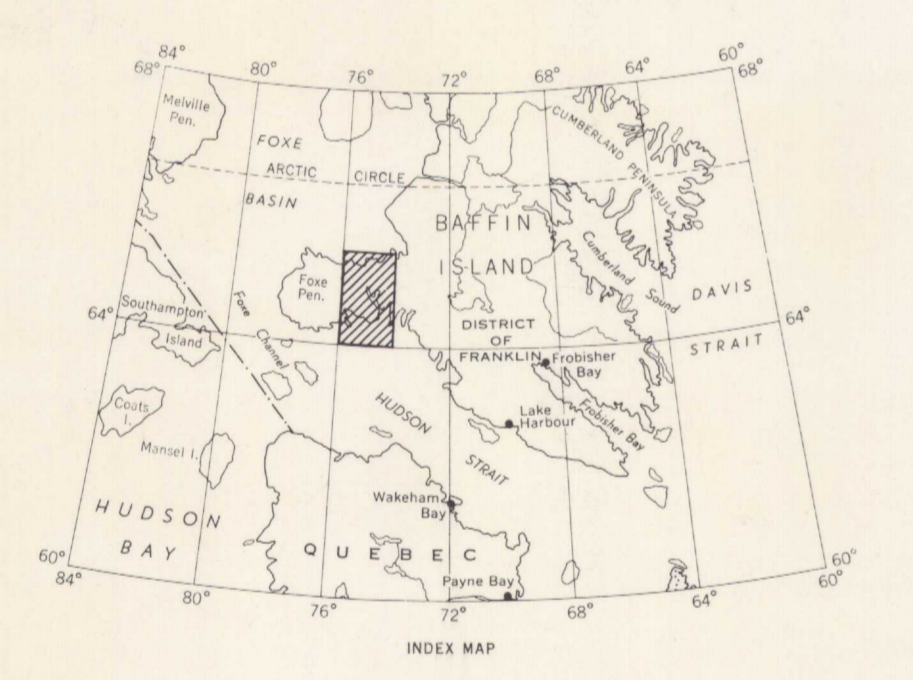 84° 80° 76° 72° 68° 64° 60°
68° 68°
Melville
Pen.
FOXE
ARCTIC CIRCLE
BASIN
CUMBERLAND PENINSULA
BAFFIN
ISLAND
Cumberland Sound
DAVIS
STRAIT
Foxe
Pen.
Foxe Channel
64° 64°
Southampton
Island
DISTRICT
OF
FRANKLIN
Frobisher
Bay
Frobisher Bay
Coats
I.
Mansel I.
HUDSON
STRAIT
Lake
Harbour
Wakeham
Bay
HUDSON
BAY
QUEBEC
Payne Bay
60° 60°
84° 80° 76° 72° 68° 64° 60°
INDEX MAP